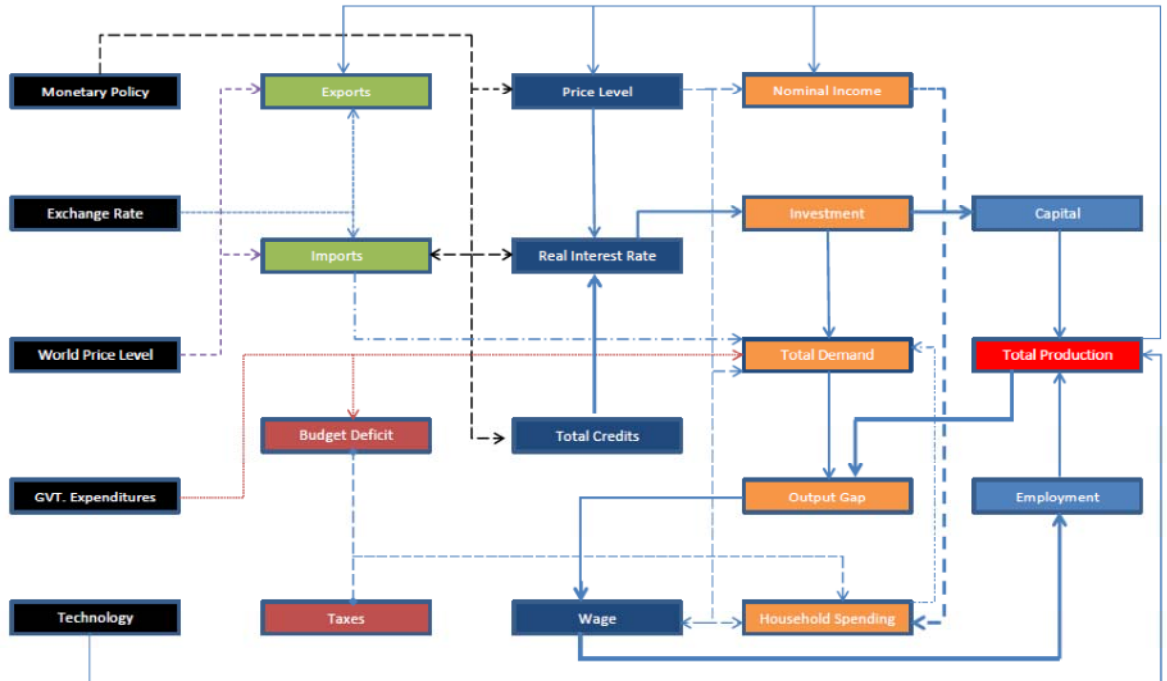 Monetary Policy
Exports
Price Level
Nominal Income
Exchange Rate
Investment
Capital
Imports
Real Interest Rate
World Price Level
Total Demand
Total Production
Budget Deficit
Total Credits
GVT. Expenditures
Output Gap
Employment
Technology
Taxes
Wage
Household Spending